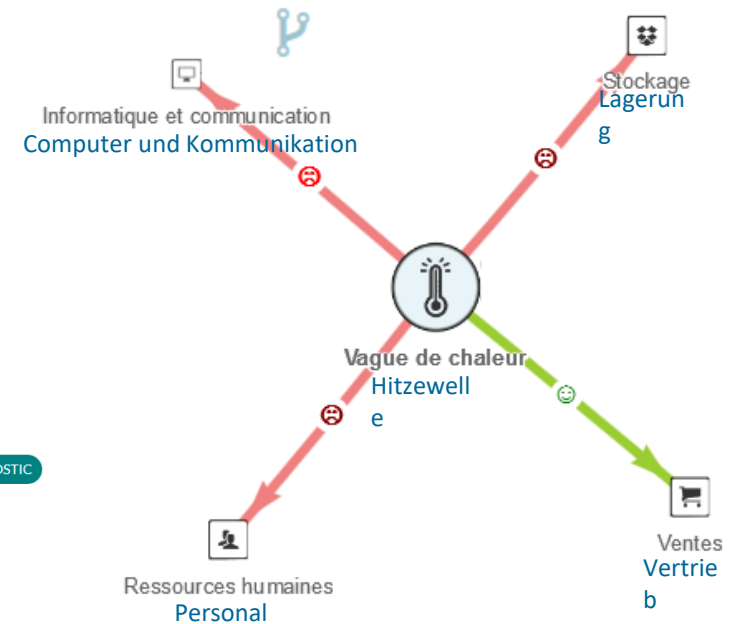 Stockage
Lagerun
g
Informatique et communication
Computer und Kommunikation
Vague de chaleur
Hitzewell
e
OSTIC
Ventes
Vertrie
b
Ressources humaines
Personal